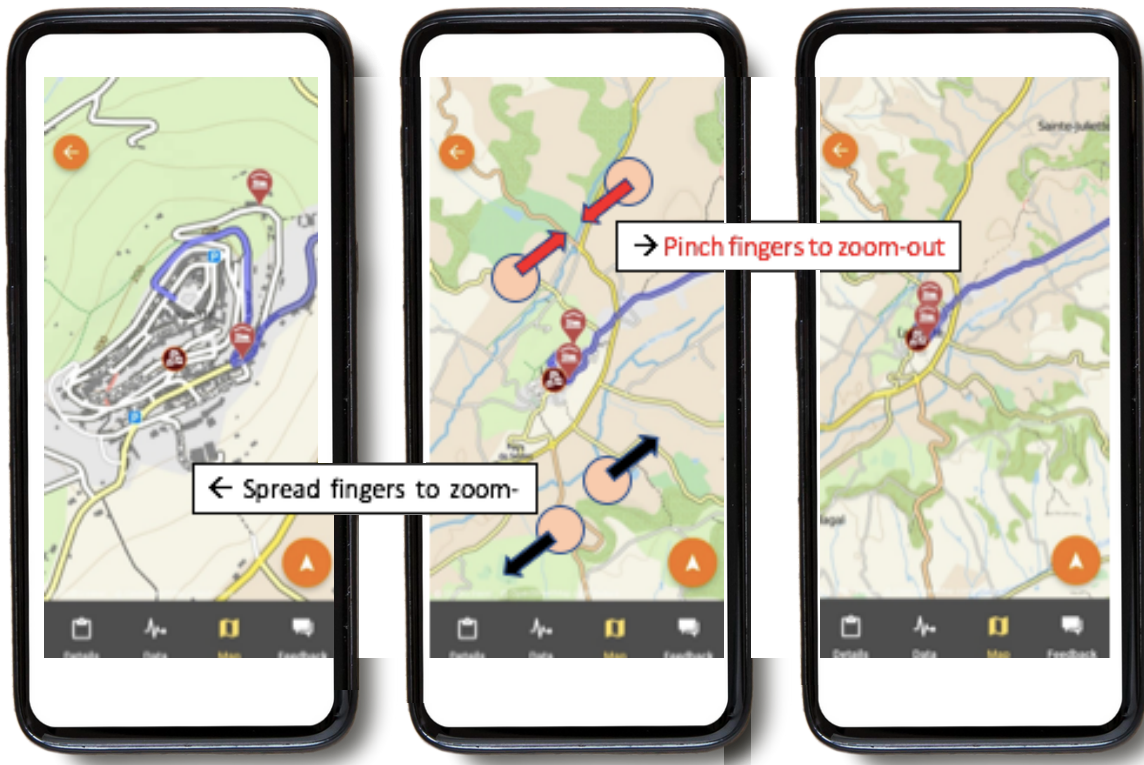 Sainte-Juliette
→ Pinch fingers to zoom-out
← Spread fingers to zoom-
P
P
Details
Data
Map
Feedback
Details
Data
Map
Feedback
Details
Data
Map
Feedback